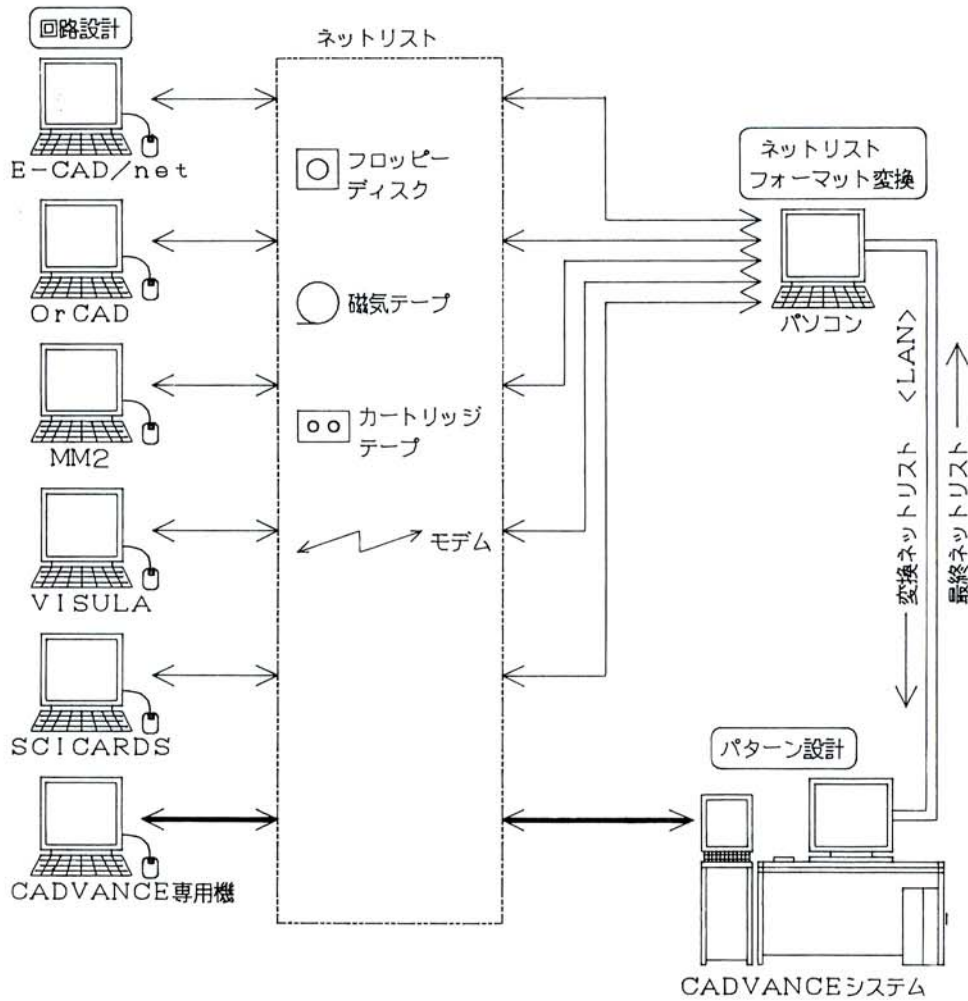 回路設計
E-CAD/net
OrCAD
MM2
VISULA
SCICARDS
CADVANCE専用機
ネットリスト
フロッピー
ディスク
磁気テープ
カートリッジ
テープ
モデム
ネットリスト
フォーマット変換
パソコン
<LAN>
変換ネットリスト
最終ネットリスト
パターン設計
CADVANCEシステム